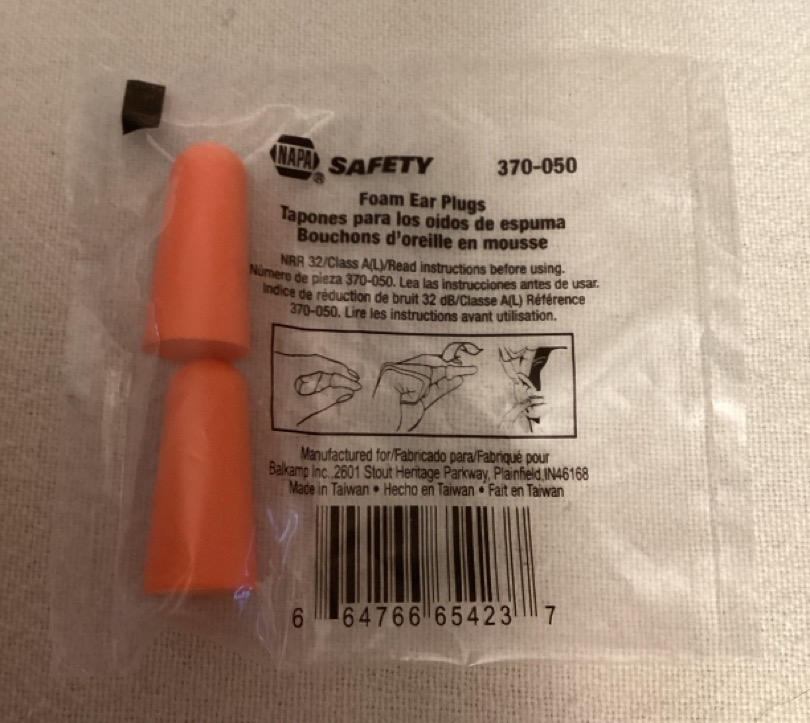 NAPA® SAFETY 370-050
Foam Ear Plugs
Tapones para los oidos de espuma
Bouchons d'oreille en mousse
NRR 32/Class A(L)/Read instructions before using.
Número de pieza 370-050. Lea las instrucciones antes de usar.
Indice de réduction de bruit 32 dB/Classe A(L) Référence
370-050. Lire les instructions avant utilisation.
Manufactured for/Fabricado para/Fabriqué pour
Balkamp Inc. 2601 Stout Heritage Parkway, Plainfield,IN46168
Made in Taiwan • Hecho en Taiwan • Fait en Taiwan
6 64766 65423 7